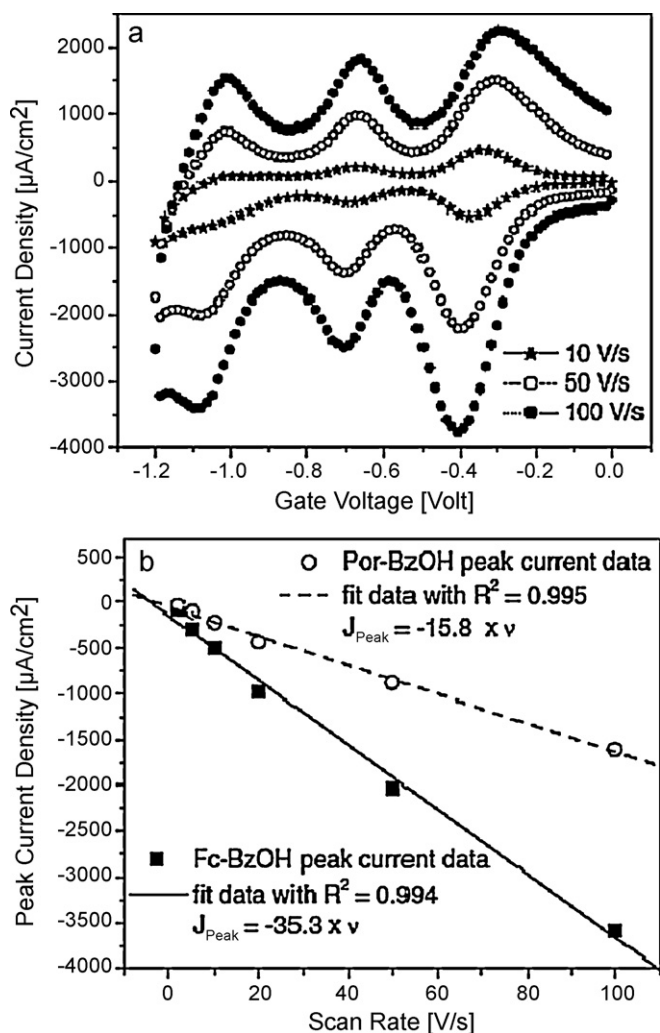 a
2000
1000
0
-1000
-2000
-3000
-4000
Current Density [µA/cm²]
10 V/s
50 V/s
100 V/s
-1.2
-1.0
-0.8
-0.6
-0.4
-0.2
0.0
Gate Voltage [Volt]
b
500
0
-500
-1000
-1500
-2000
-2500
-3000
-3500
-4000
Peak Current Density [µA/cm²]
Por-BzOH peak current data
fit data with R² = 0.995
J_Peak = -15.8 x ν
Fc-BzOH peak current data
fit data with R² = 0.994
J_Peak = -35.3 x ν
0
20
40
60
80
100
Scan Rate [V/s]